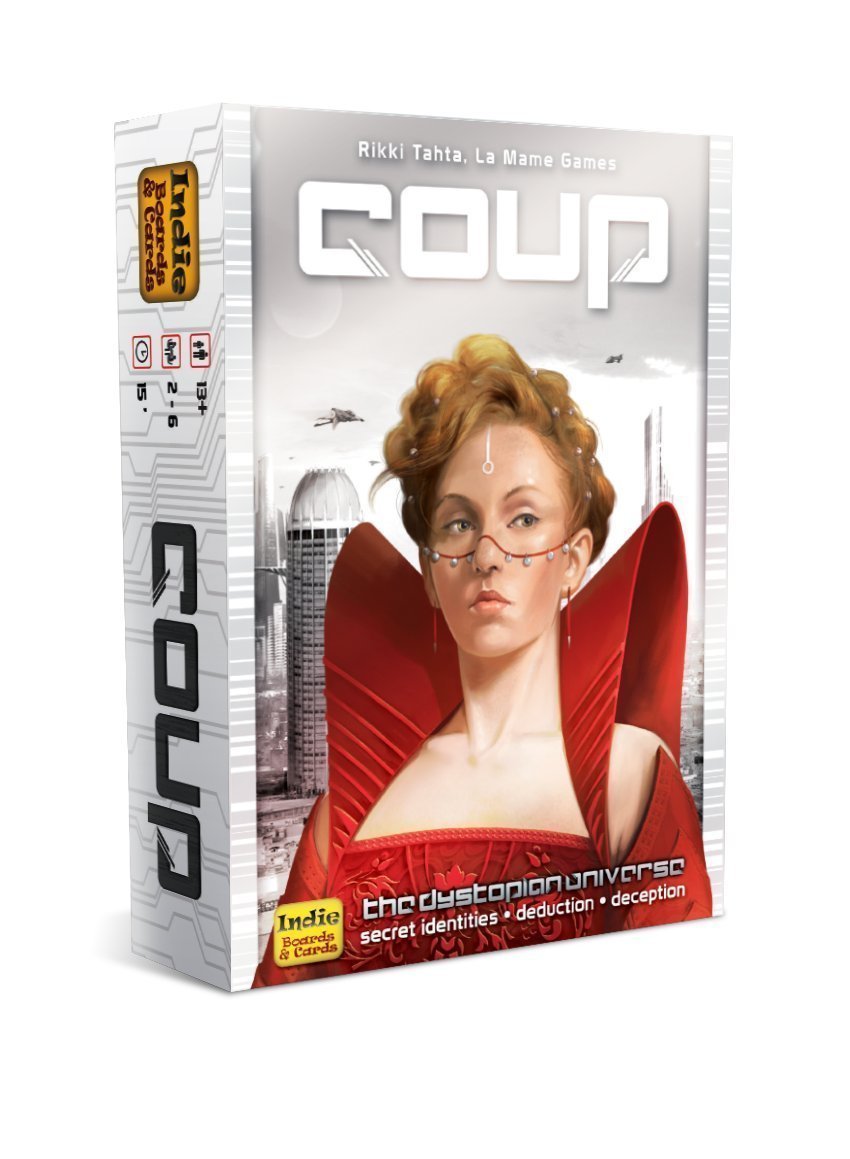 Rikki Tahta, La Mame Games
COUP
the dystopian universe
secret identities • deduction • deception
Indie
Boards
& Cards
Indie
Boards
& Cards
13+
2 - 6
15'
COUP